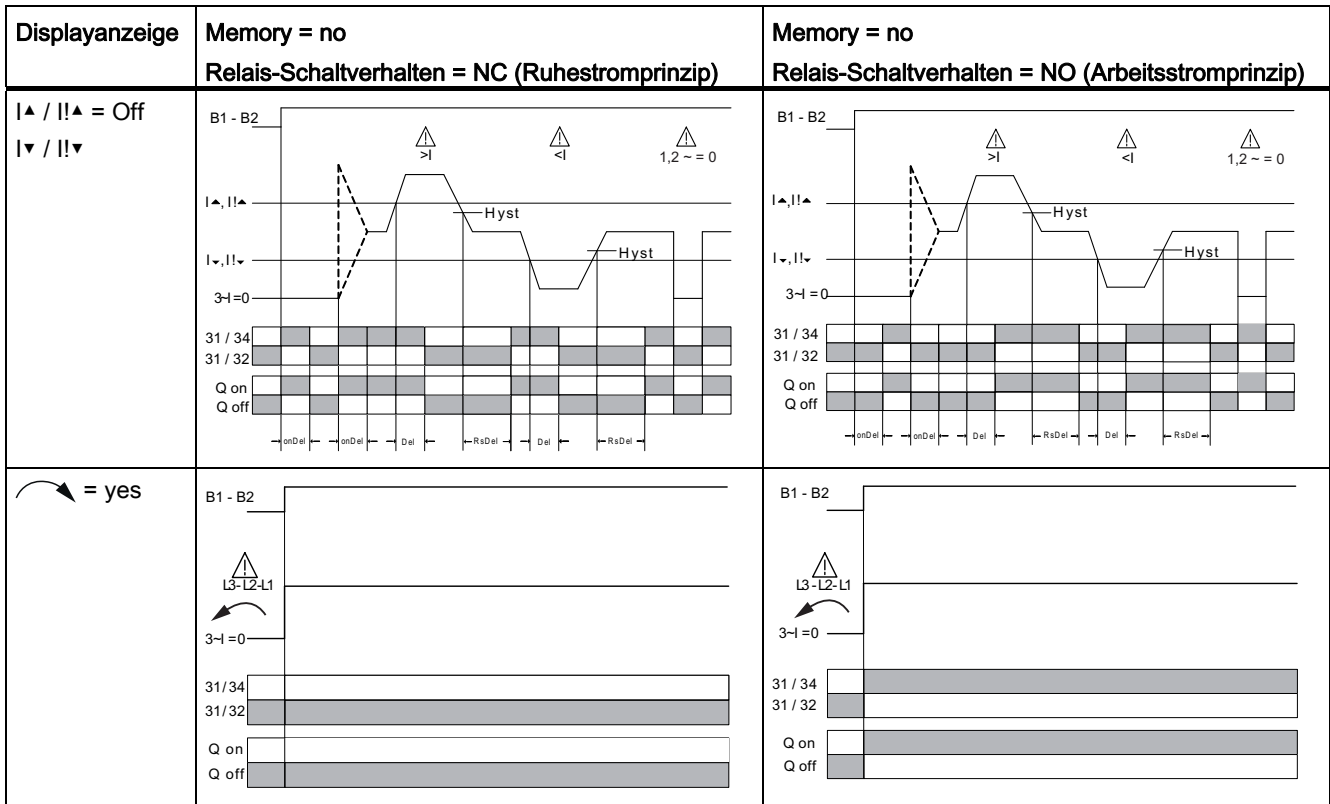 Displayanzeige
Memory = no
Relais-Schaltverhalten = NC (Ruhestromprinzip)
Memory = no
Relais-Schaltverhalten = NO (Arbeitsstromprinzip)
I▲ / I!▲ = Off
I▼ / I!▼
B1 - B2
>I
<I
1,2 ~ = 0
I▲, I!▲
Hyst
I▼, I!▼
Hyst
3~I =0
31 / 34
31 / 32
Q on
Q off
onDel
onDel
Del
RsDel
Del
RsDel
B1 - B2
>I
<I
1,2 ~ = 0
I▲,I!▲
Hyst
I▼,I!▼
Hyst
3~I =0
31 / 34
31 / 32
Q on
Q off
onDel
onDel
Del
RsDel
Del
RsDel
= yes
B1 - B2
L3-L2-L1
3~I =0
31/34
31/32
Q on
Q off
B1 - B2
L3-L2-L1
3~I =0
31 / 34
31 / 32
Q on
Q off